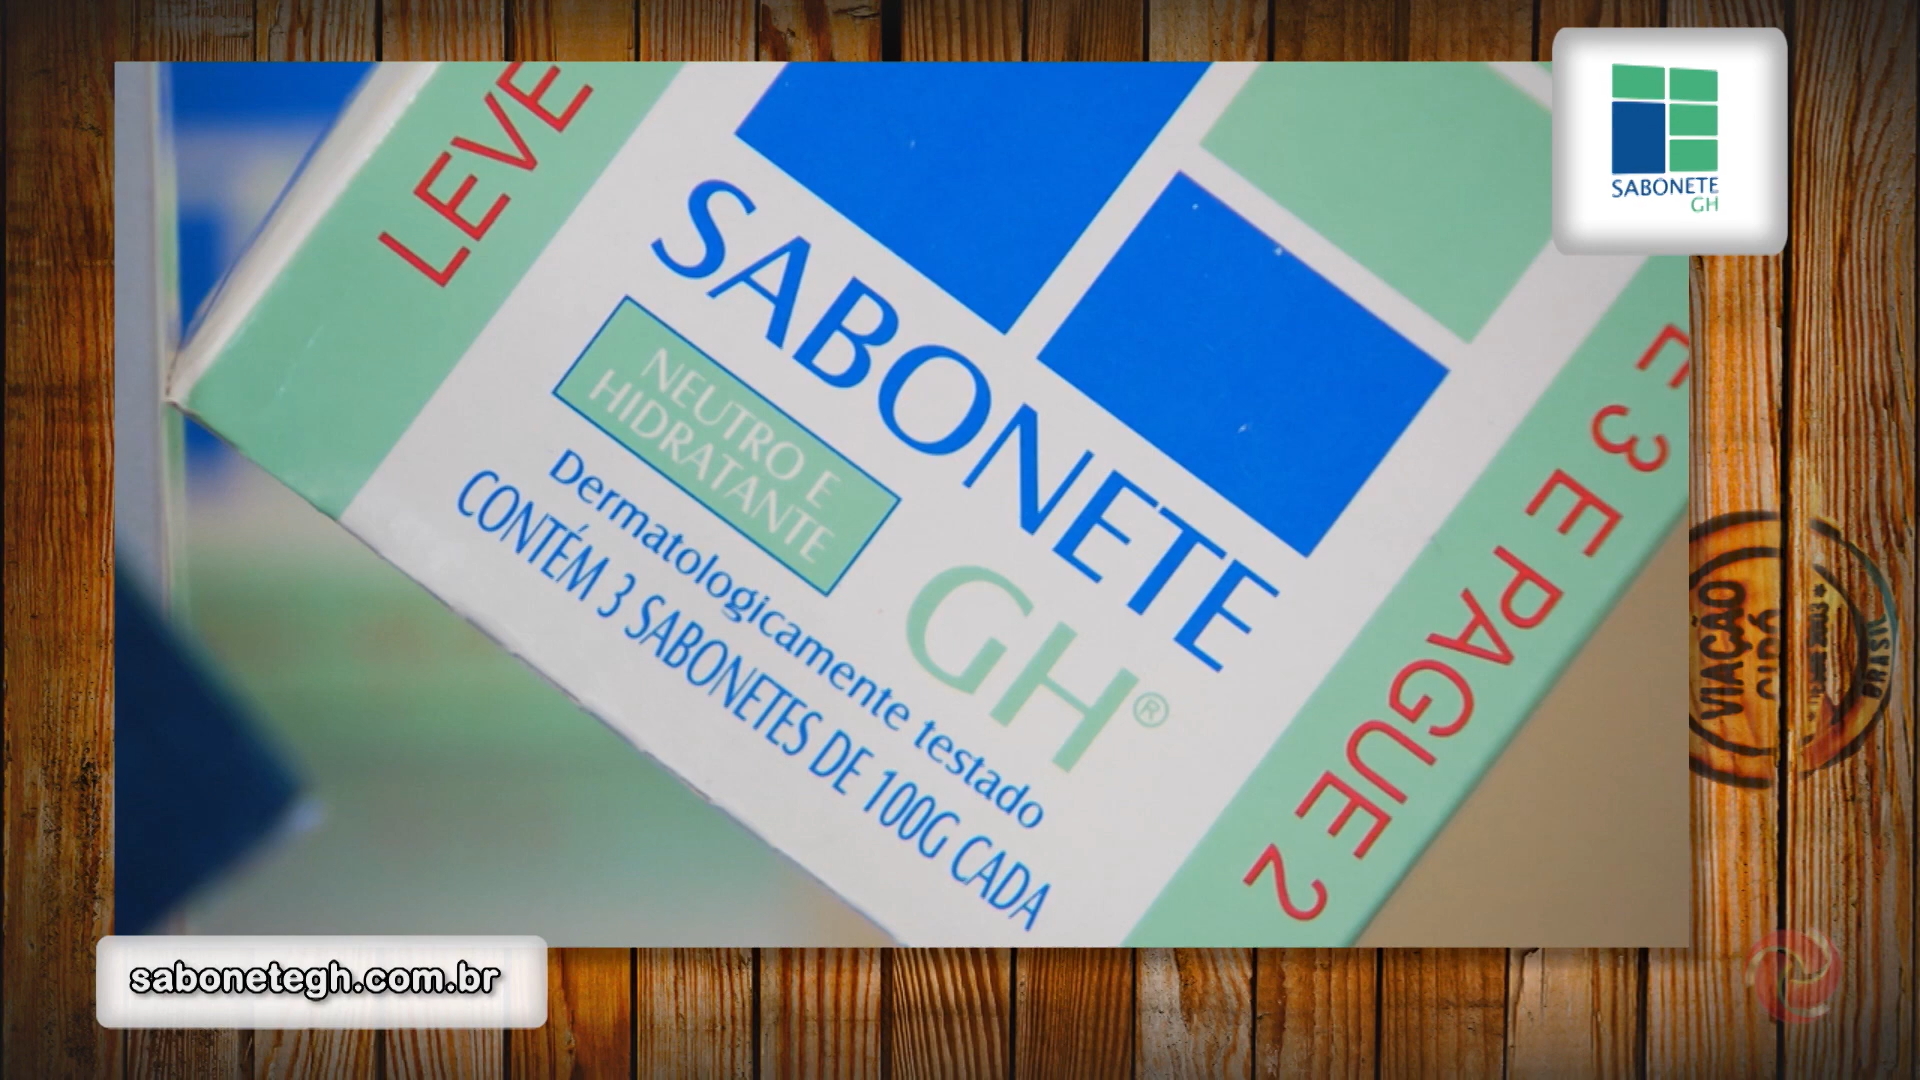 SABONETE
GH
LEVE
E 3 E PAGUE 2
SABONETE
GH®
NEUTRO E
HIDRATANTE
Dermatologicamente testado
CONTÉM 3 SABONETES DE 100G CADA
VIAÇÃO
BRASIL
sabonetegh.com.br